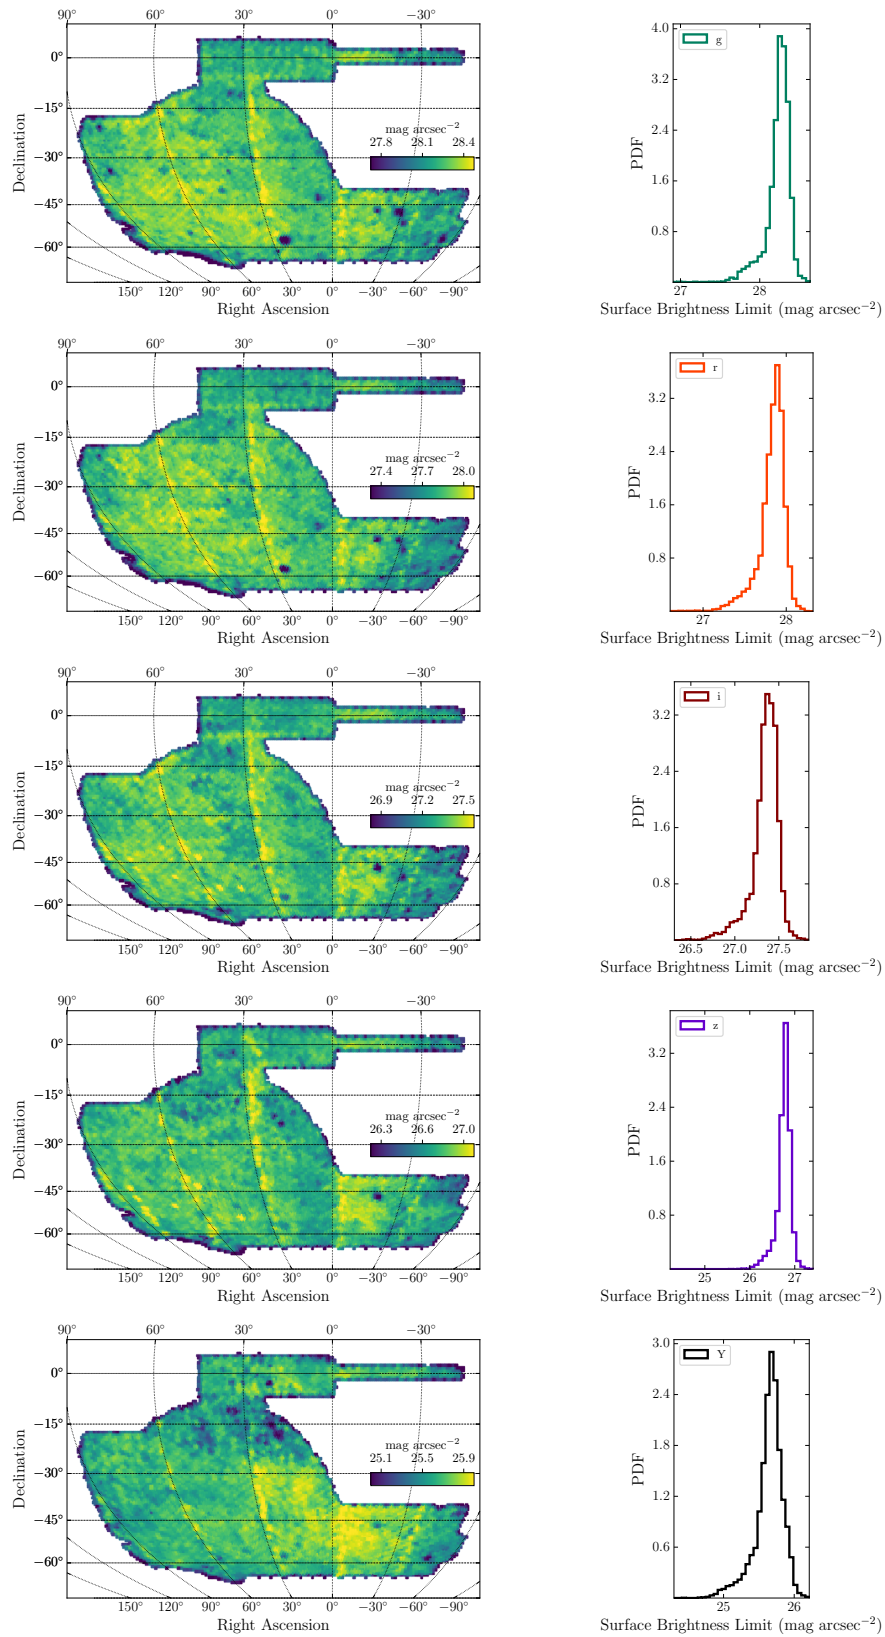 90° 60° 30° 0° −30°
0°
−15°
−30°
−45°
−60°
Declination
mag arcsec−2
27.8 28.1 28.4
150° 120° 90° 60° 30° 0° −30° −60° −90°
Right Ascension
g
4.0
3.2
2.4
1.6
0.8
PDF
27 28
Surface Brightness Limit (mag arcsec−2)
90° 60° 30° 0° −30°
0°
−15°
−30°
−45°
−60°
Declination
mag arcsec−2
27.4 27.7 28.0
150° 120° 90° 60° 30° 0° −30° −60° −90°
Right Ascension
r
3.2
2.4
1.6
0.8
PDF
27 28
Surface Brightness Limit (mag arcsec−2)
90° 60° 30° 0° −30°
0°
−15°
−30°
−45°
−60°
Declination
mag arcsec−2
26.9 27.2 27.5
150° 120° 90° 60° 30° 0° −30° −60° −90°
Right Ascension
i
3.2
2.4
1.6
0.8
PDF
26.5 27.0 27.5
Surface Brightness Limit (mag arcsec−2)
90° 60° 30° 0° −30°
0°
−15°
−30°
−45°
−60°
Declination
mag arcsec−2
26.3 26.6 27.0
150° 120° 90° 60° 30° 0° −30° −60° −90°
Right Ascension
z
3.2
2.4
1.6
0.8
PDF
25 26 27
Surface Brightness Limit (mag arcsec−2)
90° 60° 30° 0° −30°
0°
−15°
−30°
−45°
−60°
Declination
mag arcsec−2
25.1 25.5 25.9
150° 120° 90° 60° 30° 0° −30° −60° −90°
Right Ascension
Y
3.0
2.4
1.8
1.2
0.6
PDF
25 26
Surface Brightness Limit (mag arcsec−2)